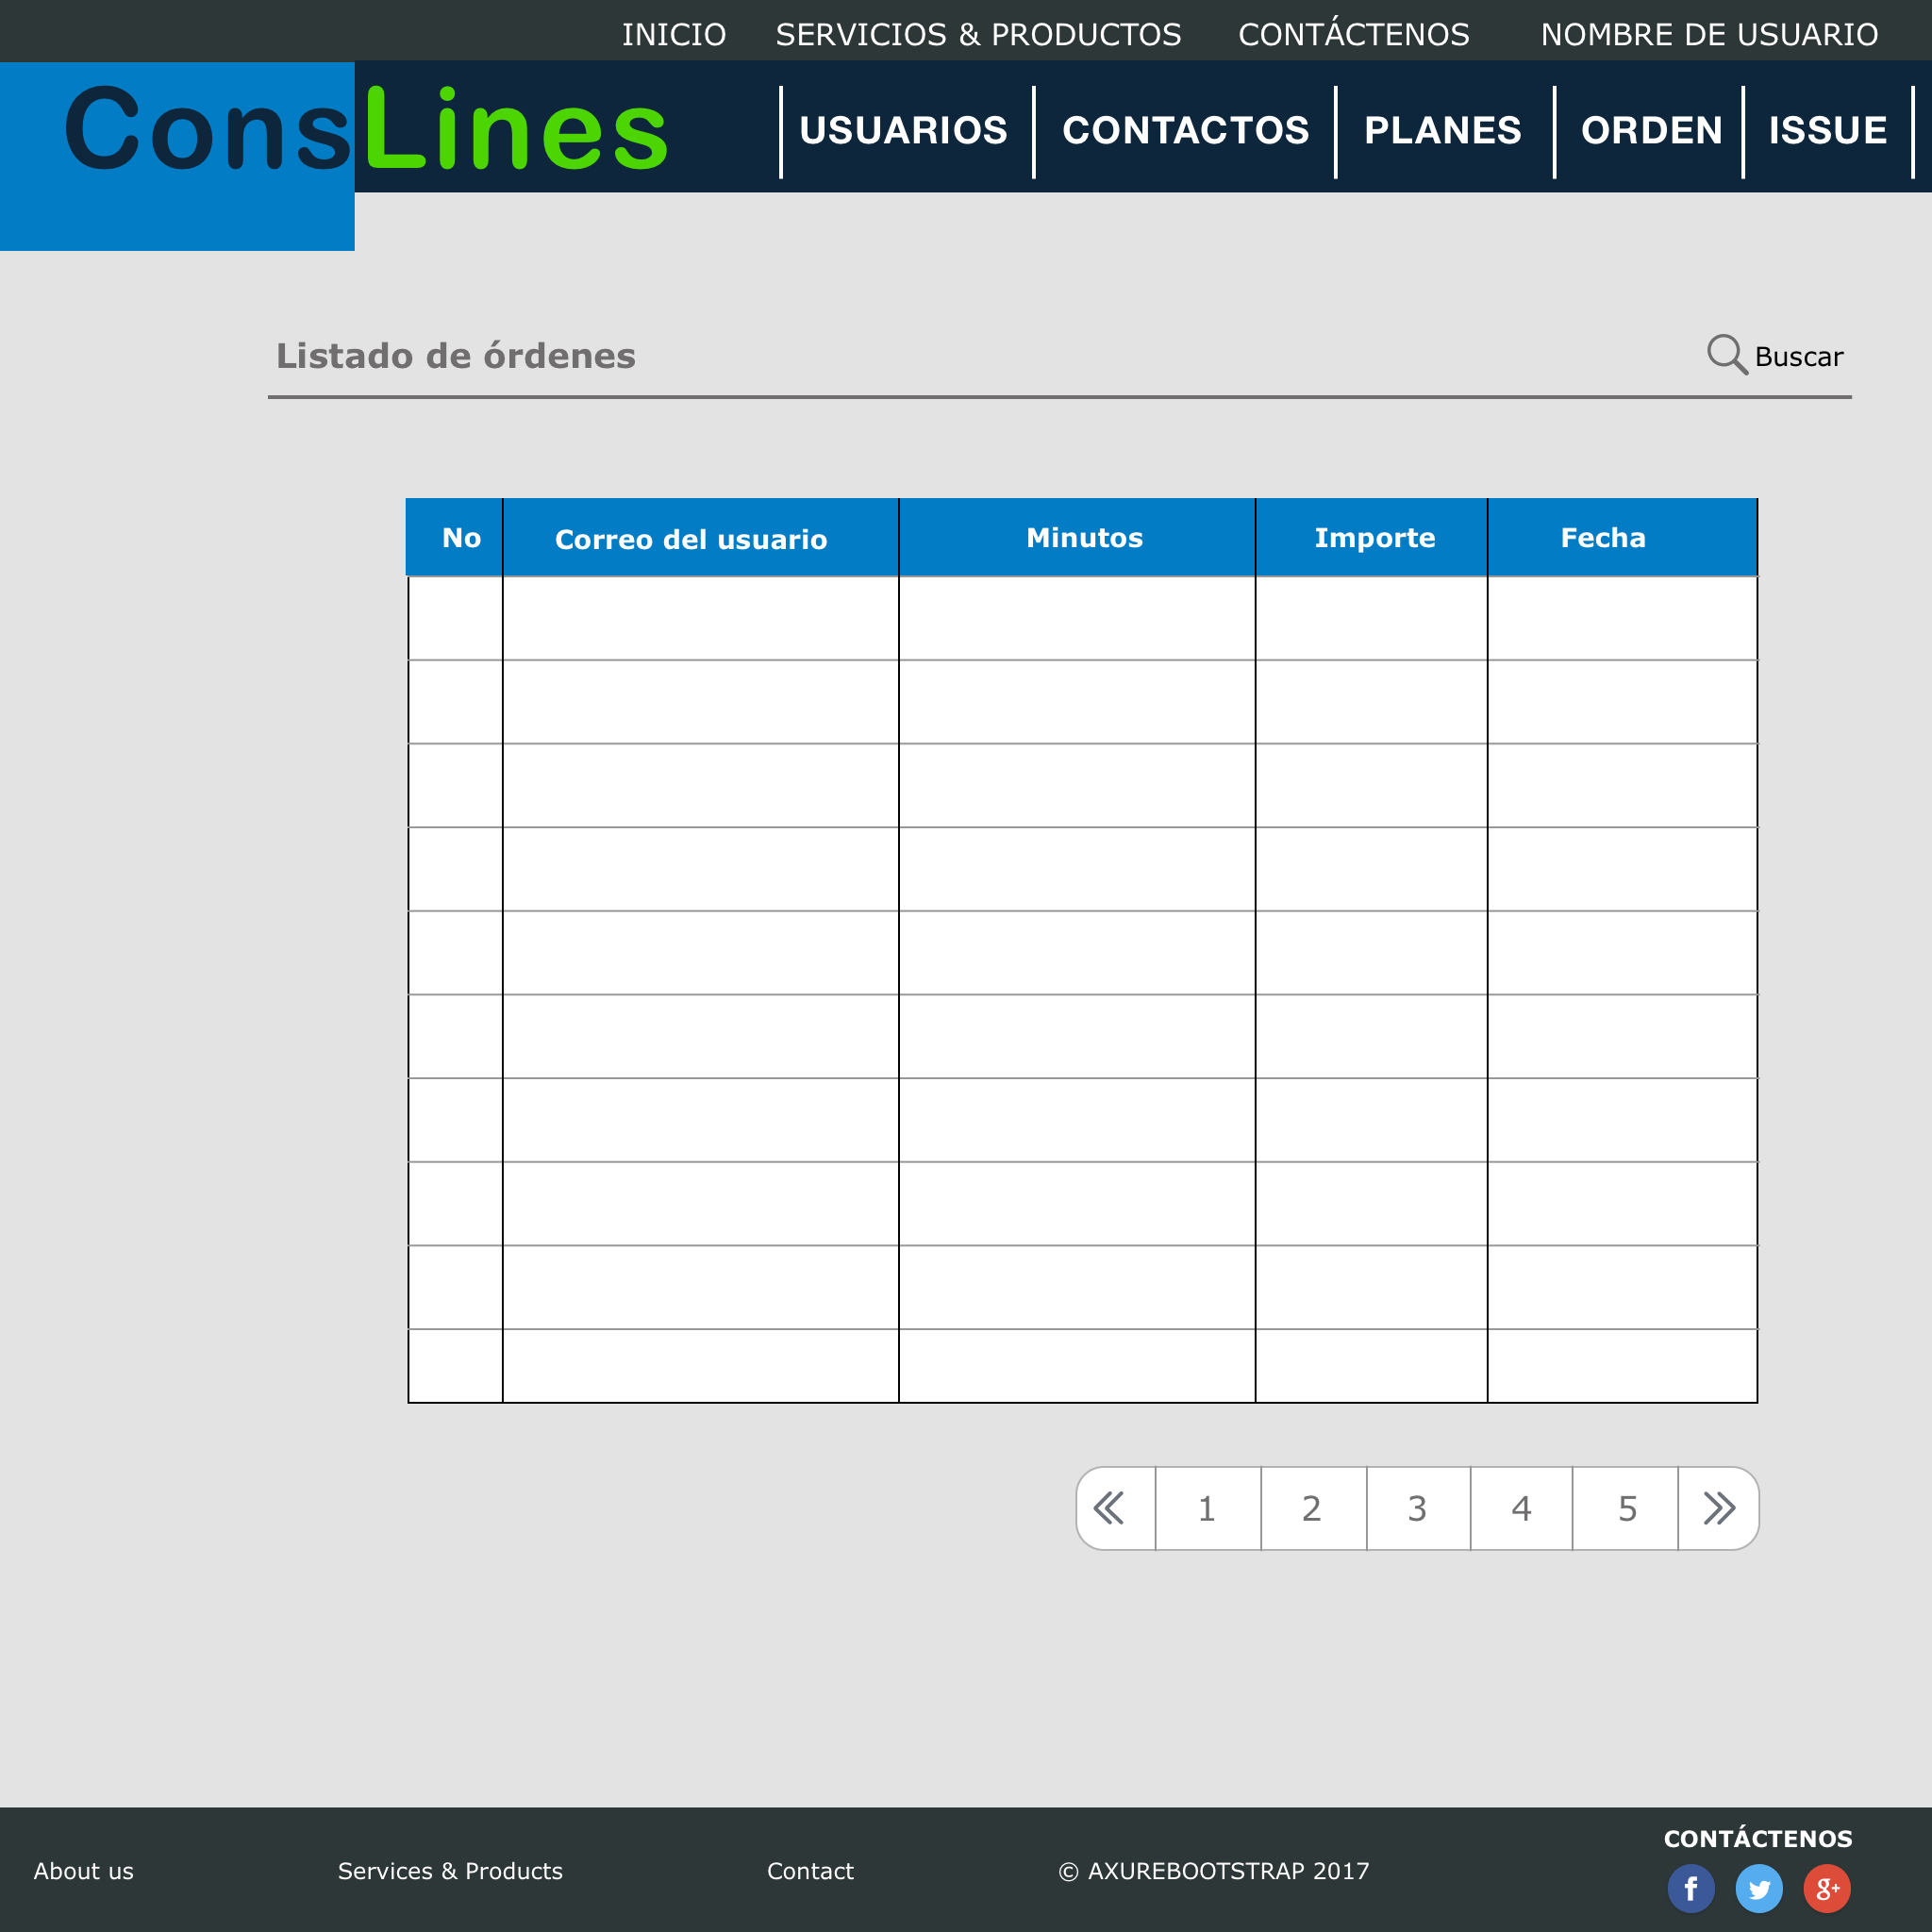 INICIO SERVICIOS & PRODUCTOS CONTÁCTENOS NOMBRE DE USUARIO
ConsLines
USUARIOS CONTACTOS PLANES ORDEN ISSUE
Listado de órdenes
Buscar
No Correo del usuario Minutos Importe Fecha
1 2 3 4 5
CONTÁCTENOS
About us Services & Products Contact © AXUREBOOTSTRAP 2017
f g+